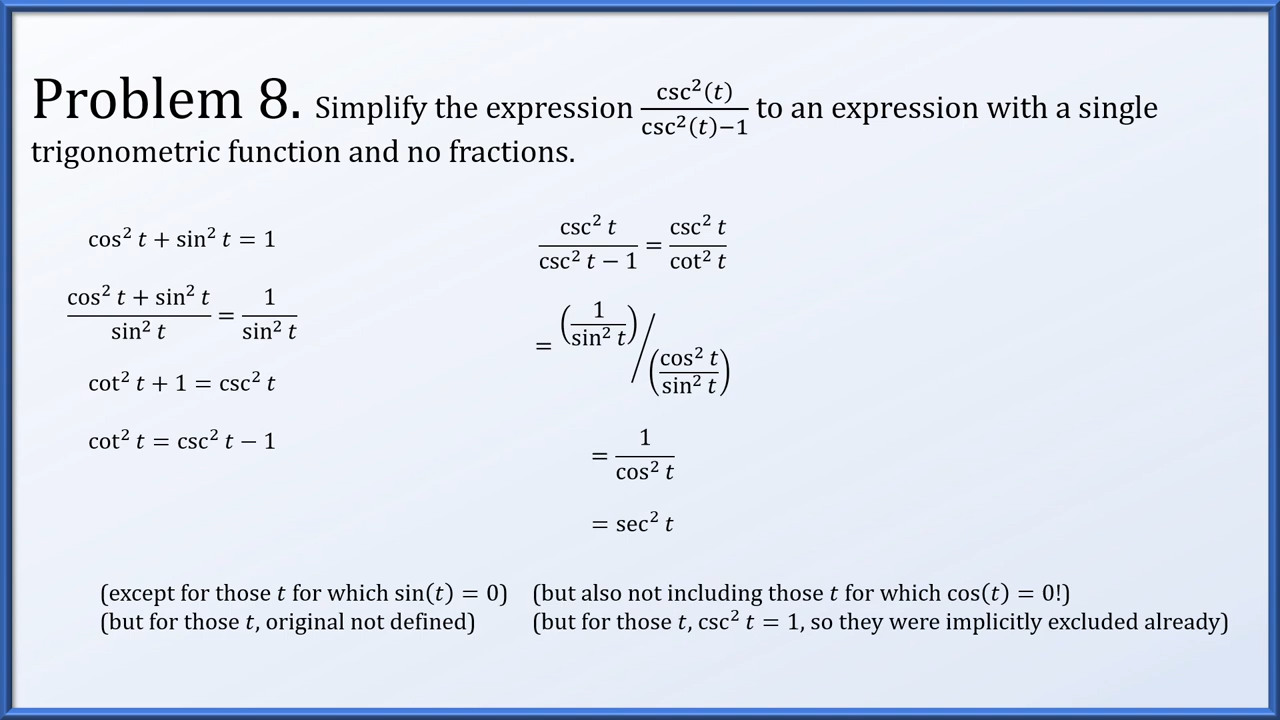 Problem 8. Simplify the expression csc²(t)/(csc²(t)−1) to an expression with a single
trigonometric function and no fractions.
cos² t + sin² t = 1
(cos² t + sin² t)/(sin² t) = 1/(sin² t)
cot² t + 1 = csc² t
cot² t = csc² t − 1
(csc² t)/(csc² t − 1) = (csc² t)/(cot² t)
= (1/(sin² t))/((cos² t)/(sin² t))
= 1/(cos² t)
= sec² t
(except for those t for which sin(t) = 0)
(but for those t, original not defined)
(but also not including those t for which cos(t) = 0!)
(but for those t, csc² t = 1, so they were implicitly excluded already)